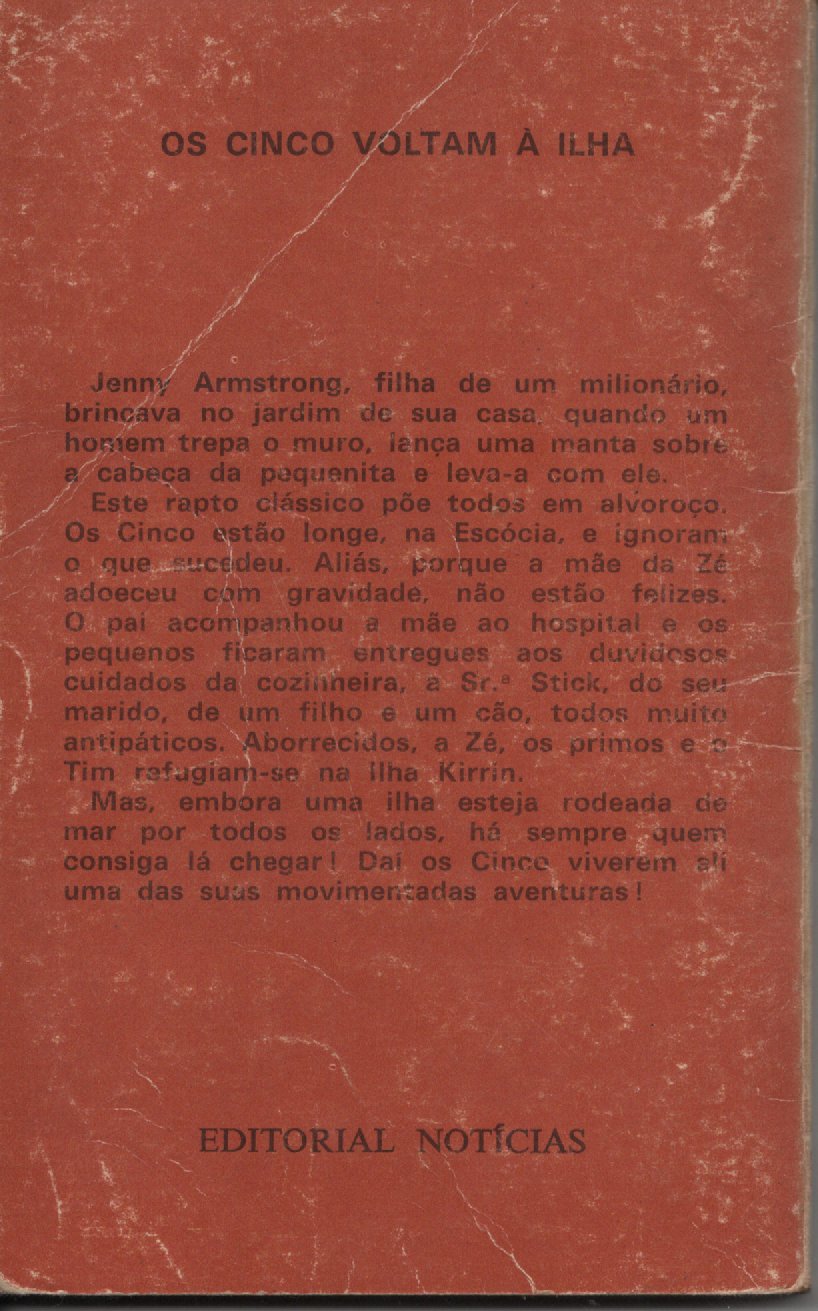 OS CINCO VOLTAM À ILHA
Jenny Armstrong, filha de um milionário,
brincava no jardim de sua casa, quando um
homem trepa o muro, lança uma manta sobre
a cabeça da pequenita e leva-a com ele.
Este rapto clássico põe todos em alvoroço.
Os Cinco estão longe, na Escócia, e ignoram
o que sucedeu. Aliás, porque a mãe da Zé
adoeceu com gravidade, não estão felizes.
O pai acompanhou a mãe ao hospital e os
pequenos ficaram entregues aos duvidosos
cuidados da cozinheira, a Sr.ª Stick, do seu
marido, de um filho e um cão, todos muito
antipáticos. Aborrecidos, a Zé, os primos e o
Tim refugiam-se na Ilha Kirrin.
Mas, embora uma ilha esteja rodeada de
mar por todos os lados, há sempre quem
consiga lá chegar! Daí os Cinco viverem ali
uma das suas movimentadas aventuras!
EDITORIAL NOTÍCIAS